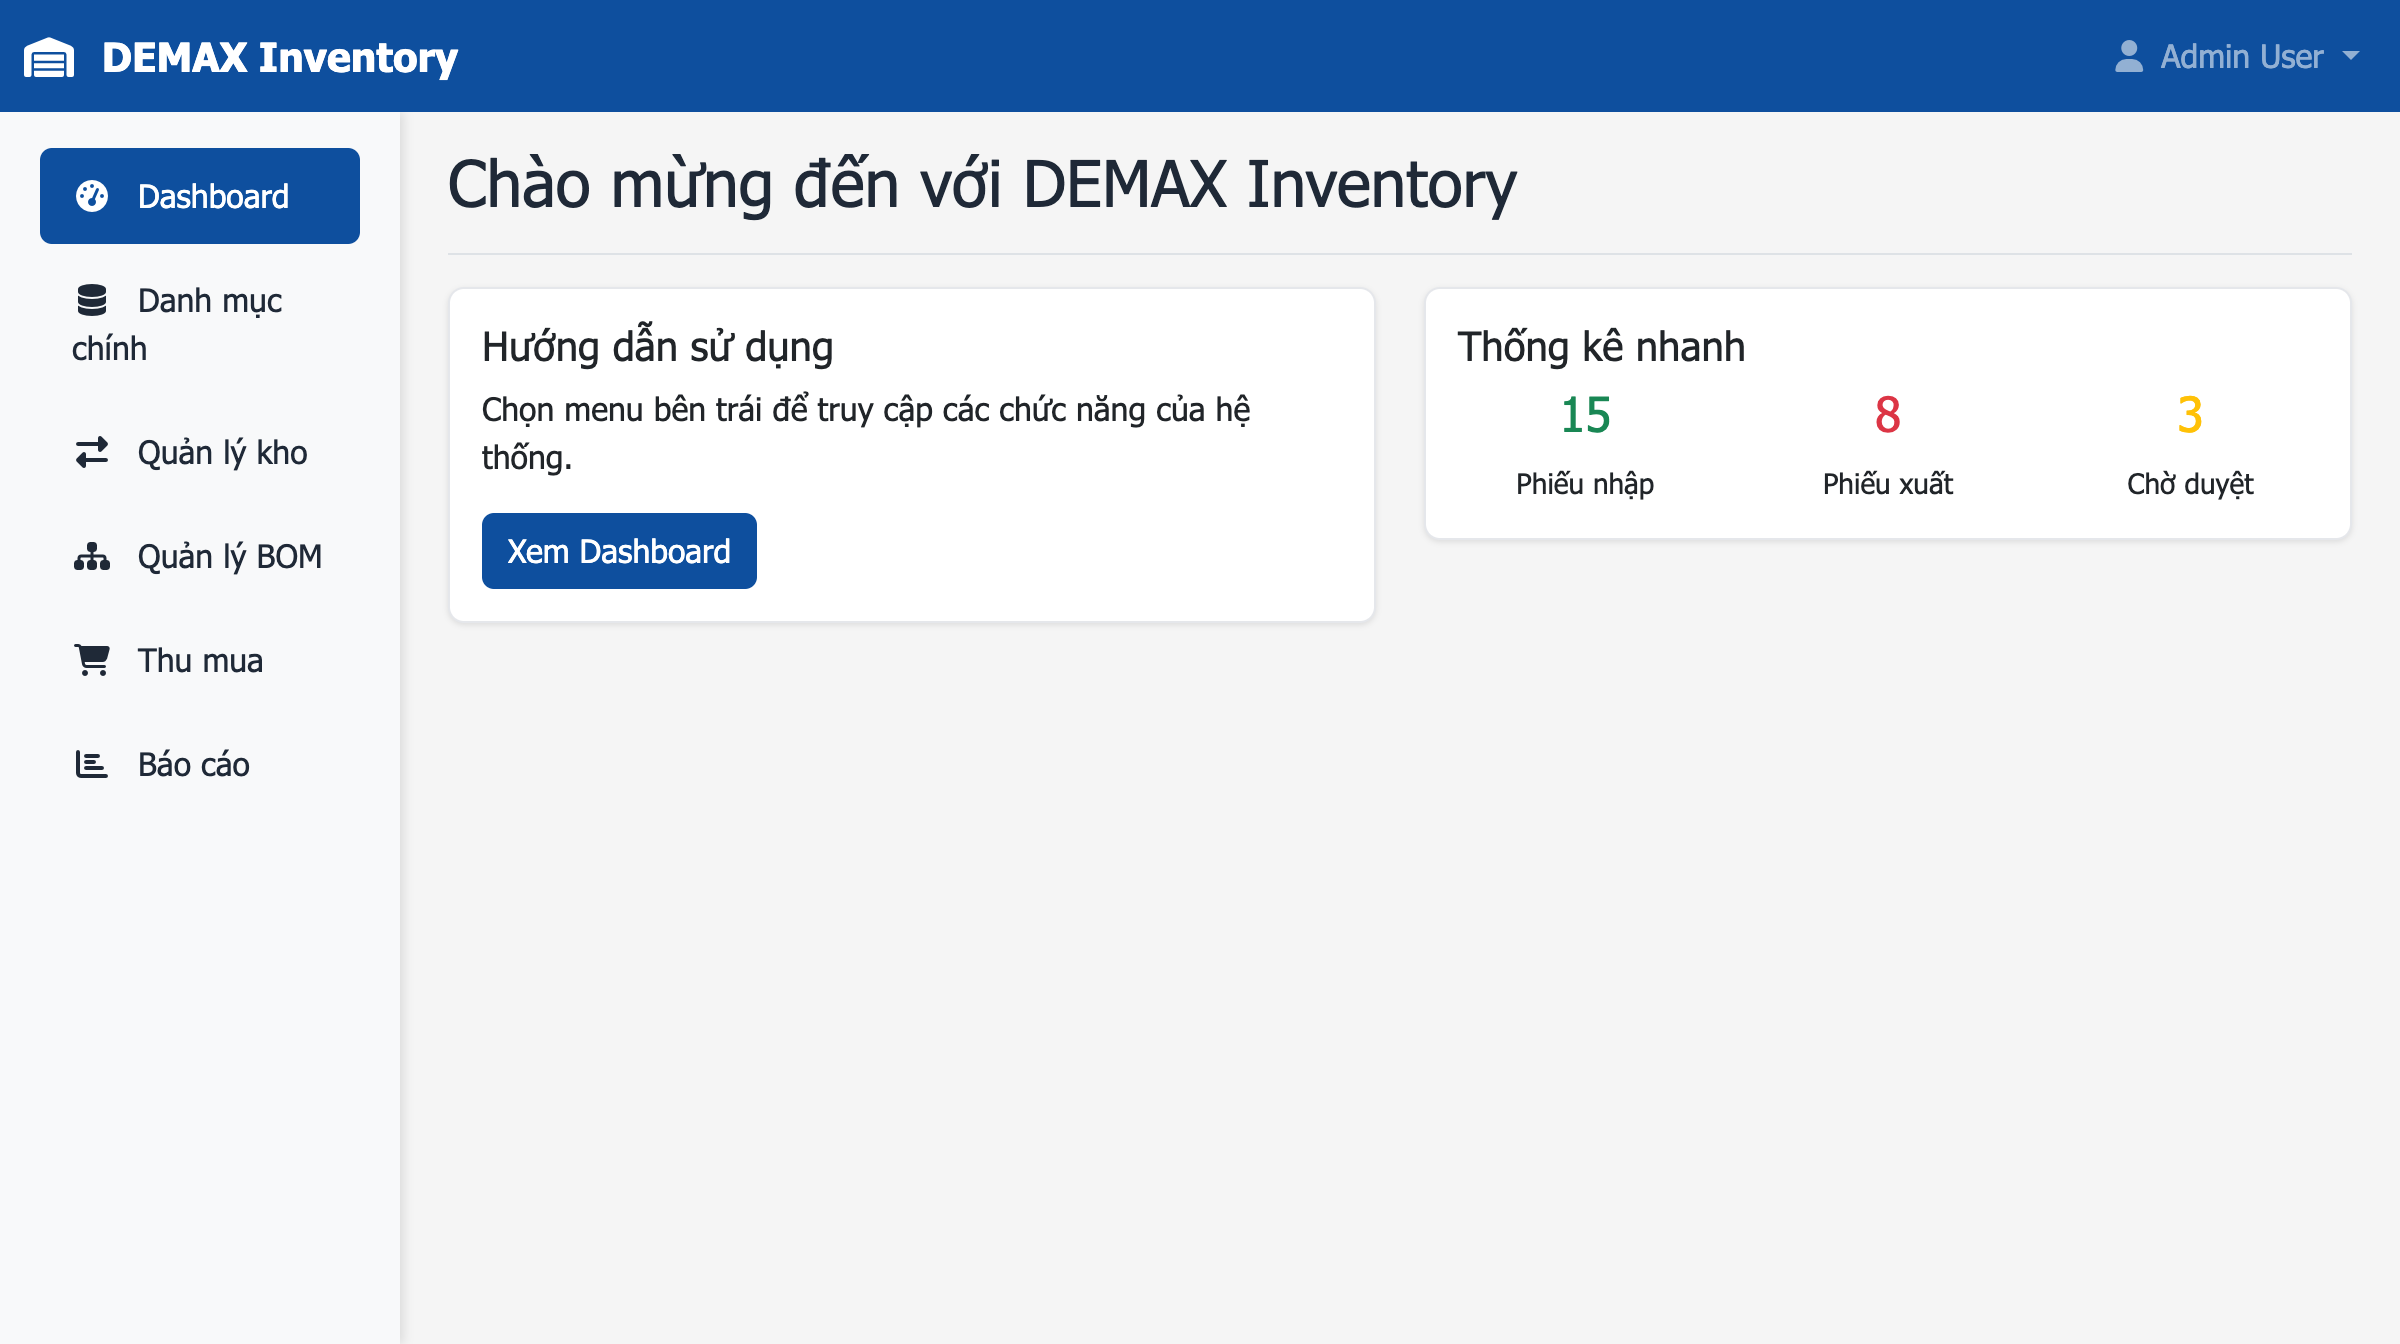 DEMAX Inventory
Admin User
Dashboard
Danh mục
chính
Quản lý kho
Quản lý BOM
Thu mua
Báo cáo
Chào mừng đến với DEMAX Inventory
Hướng dẫn sử dụng
Chọn menu bên trái để truy cập các chức năng của hệ
thống.
Xem Dashboard
Thống kê nhanh
15
Phiếu nhập
8
Phiếu xuất
3
Chờ duyệt